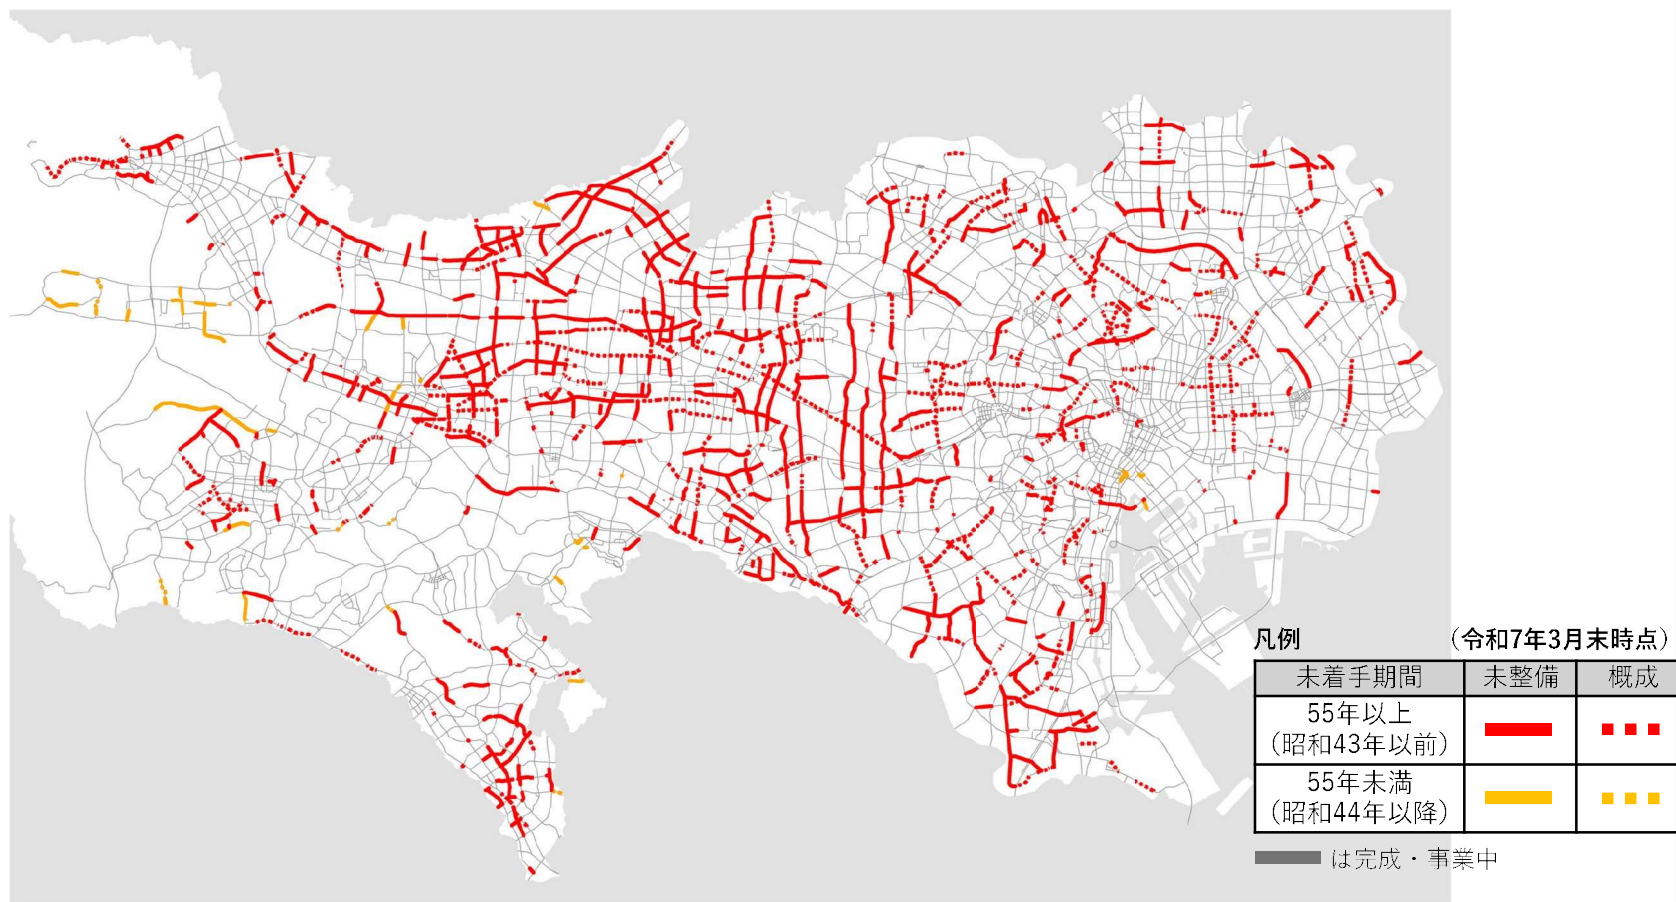 凡例 （令和7年3月末時点）
未着手期間 未整備 概成
55年以上
（昭和43年以前）
55年未満
（昭和44年以降）
は完成・事業中